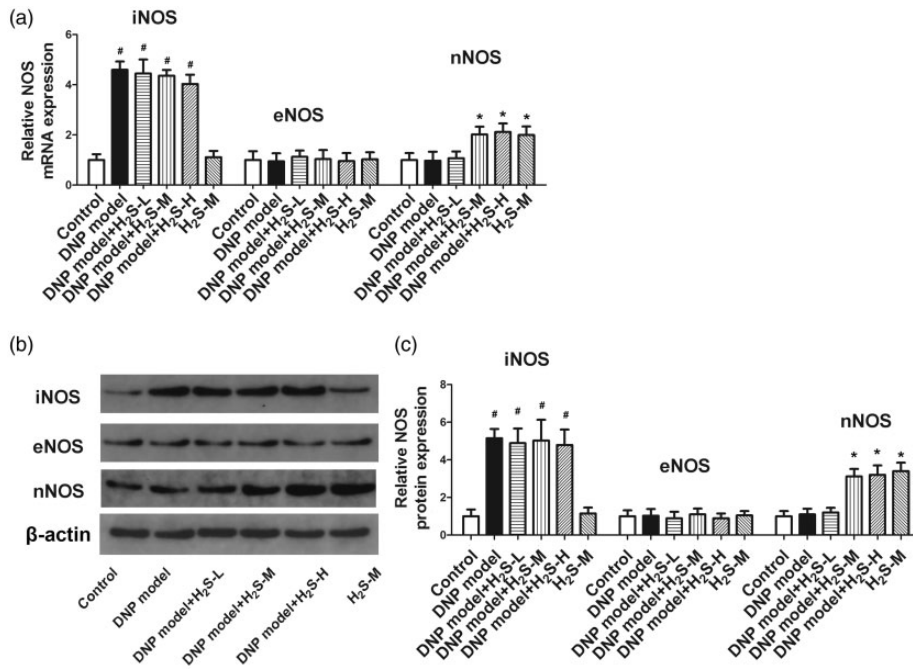 (a)
iNOS
eNOS
nNOS
Relative NOS
mRNA expression
6
4
2
0
#
#
#
#
*
*
*
Control
DNP model
DNP model+H₂S-L
DNP model+H₂S-M
DNP model+H₂S-H
H₂S-M
Control
DNP model
DNP model+H₂S-L
DNP model+H₂S-M
DNP model+H₂S-H
H₂S-M
Control
DNP model
DNP model+H₂S-L
DNP model+H₂S-M
DNP model+H₂S-H
H₂S-M
(b)
iNOS
eNOS
nNOS
β-actin
Control
DNP model
DNP model+H₂S-L
DNP model+H₂S-M
DNP model+H₂S-H
H₂S-M
(c)
iNOS
eNOS
nNOS
Relative NOS
protein expression
8
6
4
2
0
#
#
#
#
*
*
*
Control
DNP model
DNP model+H₂S-L
DNP model+H₂S-M
DNP model+H₂S-H
H₂S-M
Control
DNP model
DNP model+H₂S-L
DNP model+H₂S-M
DNP model+H₂S-H
H₂S-M
Control
DNP model
DNP model+H₂S-L
DNP model+H₂S-M
DNP model+H₂S-H
H₂S-M